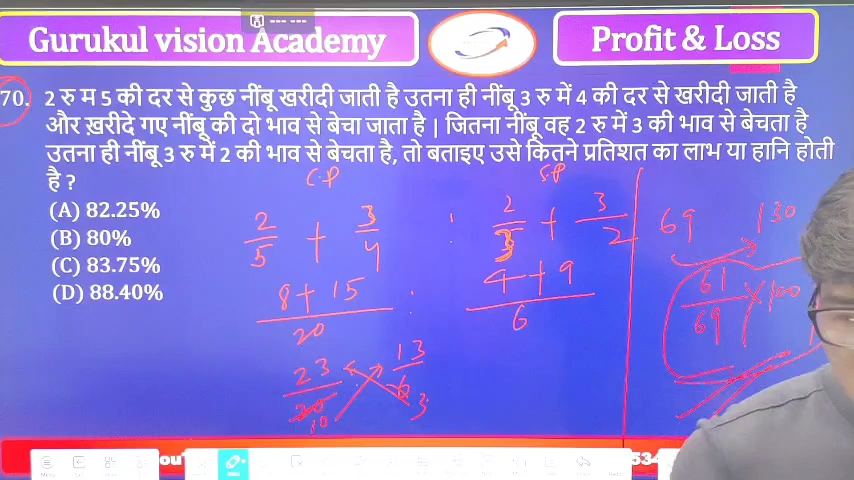 Gurukul vision Academy
Profit & Loss
70. 2 रु म 5 की दर से कुछ नींबू खरीदी जाती है उतना ही नींबू 3 रु में 4 की दर से खरीदी जाती है
और ख़रीदे गए नींबू की दो भाव से बेचा जाता है | जितना नींबू वह 2 रु में 3 की भाव से बेचता है
उतना ही नींबू 3 रु में 2 की भाव से बेचता है, तो बताइए उसे कितने प्रतिशत का लाभ या हानि होती
है ?
(A) 82.25%
(B) 80%
(C) 83.75%
(D) 88.40%
C.P S.P
2/5 + 3/4 : 2/3 + 3/2
8+15/20 : 4+9/6
23/20 13/6
10 3
69 130
61/69 × 100